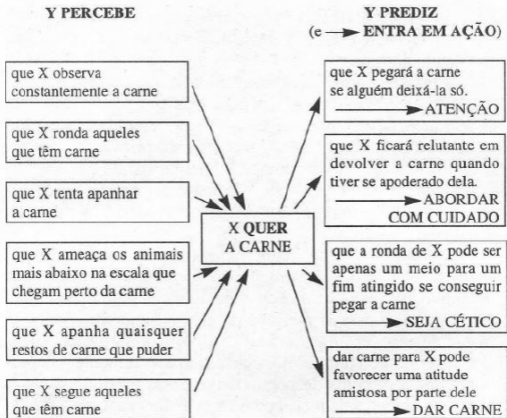 Y PERCEBE
que X observa
constantemente a carne
que X ronda aqueles
que têm carne
que X tenta apanhar
a carne
que X ameaça os animais
mais abaixo na escala que
chegam perto da carne
que X apanha quaisquer
restos de carne que puder
que X segue aqueles
que têm carne
X QUER
A CARNE
Y PREDIZ
(e → ENTRA EM AÇÃO)
que X pegará a carne
se alguém deixá-la só.
→ ATENÇÃO
que X ficará relutante em
devolver a carne quando
tiver se apoderado dela.
→ ABORDAR
COM CUIDADO
que a ronda de X pode ser
apenas um meio para um
fim atingido se conseguir
pegar a carne
→ SEJA CÉTICO
dar carne para X pode
favorecer uma atitude
amistosa por parte dele
→ DAR CARNE